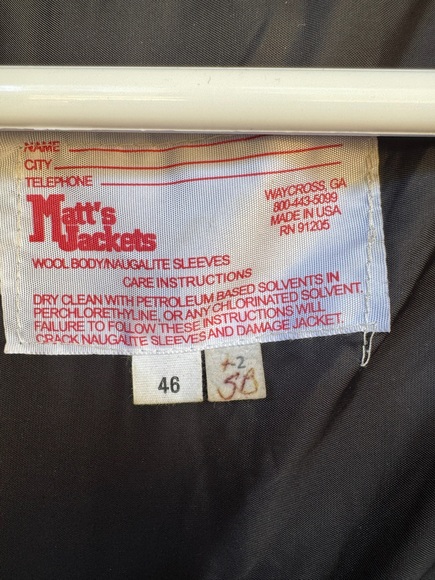 NAME
CITY
TELEPHONE
Matt's
Jackets
WAYCROSS, GA
800-443-5099
MADE IN USA
RN 91205
WOOL BODY/NAUGALITE SLEEVES
CARE INSTRUCTIONS
DRY CLEAN WITH PETROLEUM BASED SOLVENTS IN
PERCHLORETHYLINE, OR ANY CHLORINATED SOLVENT.
FAILURE TO FOLLOW THESE INSTRUCTIONS WILL
CRACK NAUGALITE SLEEVES AND DAMAGE JACKET.
46
+2